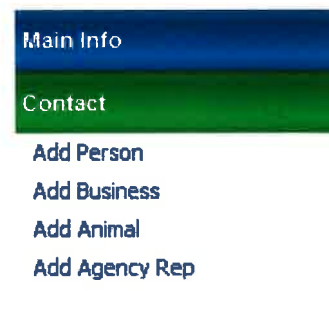 Main Info
Contact
Add Person
Add Business
Add Animal
Add Agency Rep